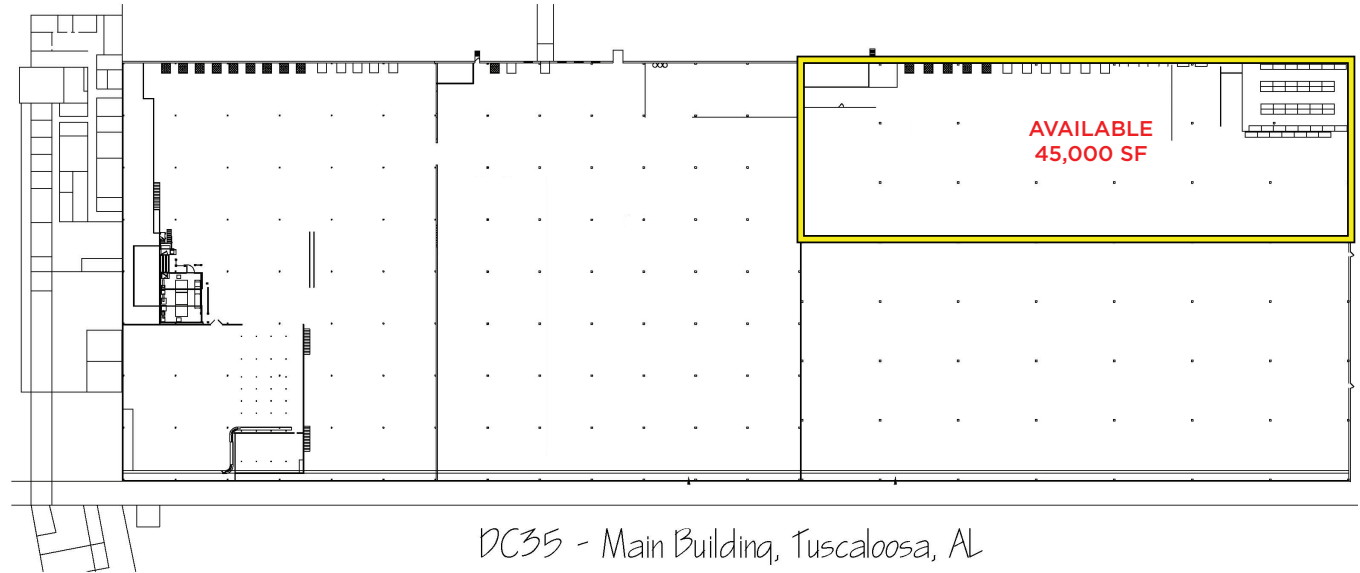 AVAILABLE
45,000 SF
DC35 - Main Building, Tuscaloosa, AL